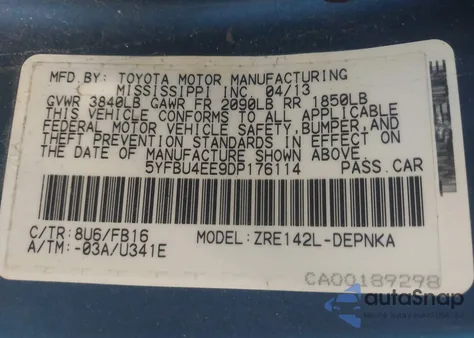 MFD.BY: TOYOTA MOTOR MANUFACTURING
MISSISSIPPI INC. 04/13
GVWR 3840LB GAWR FR 2090LB RR 1850LB
THIS VEHICLE CONFORMS TO ALL APPLICABLE
FEDERAL MOTOR VEHICLE SAFETY,BUMPER,AND
THEFT PREVENTION STANDARDS IN EFFECT ON
THE DATE OF MANUFACTURE SHOWN ABOVE.
5YFBU4EE9DP176114 PASS.CAR
C/TR:8U6/FB16 MODEL:ZRE142L-DEPNKA
A/TM:-03A/U341E
CA00189298
autoSnap